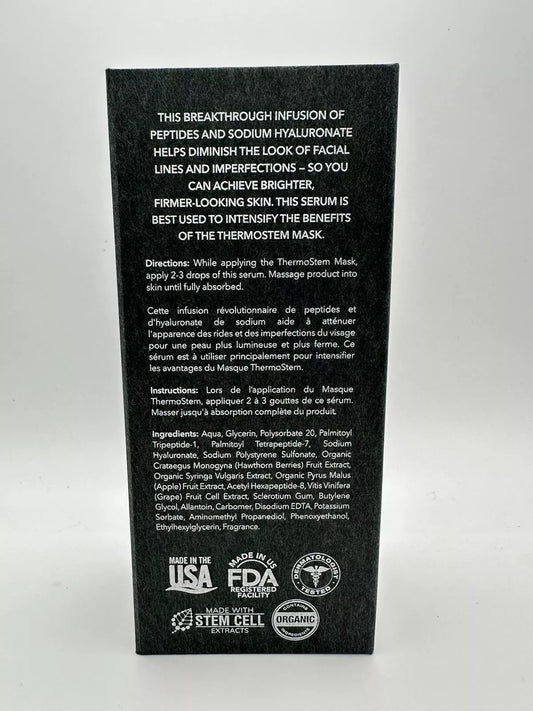 THIS BREAKTHROUGH INFUSION OF
PEPTIDES AND SODIUM HYALURONATE
HELPS DIMINISH THE LOOK OF FACIAL
LINES AND IMPERFECTIONS – SO YOU
CAN ACHIEVE BRIGHTER,
FIRMER-LOOKING SKIN. THIS SERUM IS
BEST USED TO INTENSIFY THE BENEFITS
OF THE THERMOSTEM MASK.
Directions: While applying the ThermoStem Mask,
apply 2-3 drops of this serum. Massage product into
skin until fully absorbed.
Cette infusion révolutionnaire de peptides et
d'hyaluronate de sodium aide à atténuer
l'apparence des rides et des imperfections du visage
pour une peau plus lumineuse et plus ferme. Ce
sérum est à utiliser principalement pour intensifier
les avantages du Masque ThermoStem.
Instructions: Lors de l'application du Masque
ThermoStem, appliquer 2 à 3 gouttes de ce sérum.
Masser jusqu'à absorption complète du produit.
Ingredients: Aqua, Glycerin, Polysorbate 20, Palmitoyl
Tripeptide-1, Palmitoyl Tetrapeptide-7, Sodium
Hyaluronate, Sodium Polystyrene Sulfonate, Organic
Crataegus Monogyna (Hawthorn Berries) Fruit Extract,
Organic Syringa Vulgaris Extract, Organic Pyrus Malus
(Apple) Fruit Extract, Acetyl Hexapeptide-8, Vitis Vinifera
(Grape) Fruit Cell Extract, Sclerotium Gum, Butylene
Glycol, Allantoin, Carbomer, Disodium EDTA, Potassium
Sorbate, Aminomethyl Propanediol, Phenoxyethanol,
Ethylhexylglycerin, Fragrance.
MADE IN THE
USA
MADE IN US
FDA
REGISTERED
FACILITY
DERMATOLOGIST
TESTED
MADE WITH
STEM CELL
EXTRACTS
CONTAINS
ORGANIC
INGREDIENTS